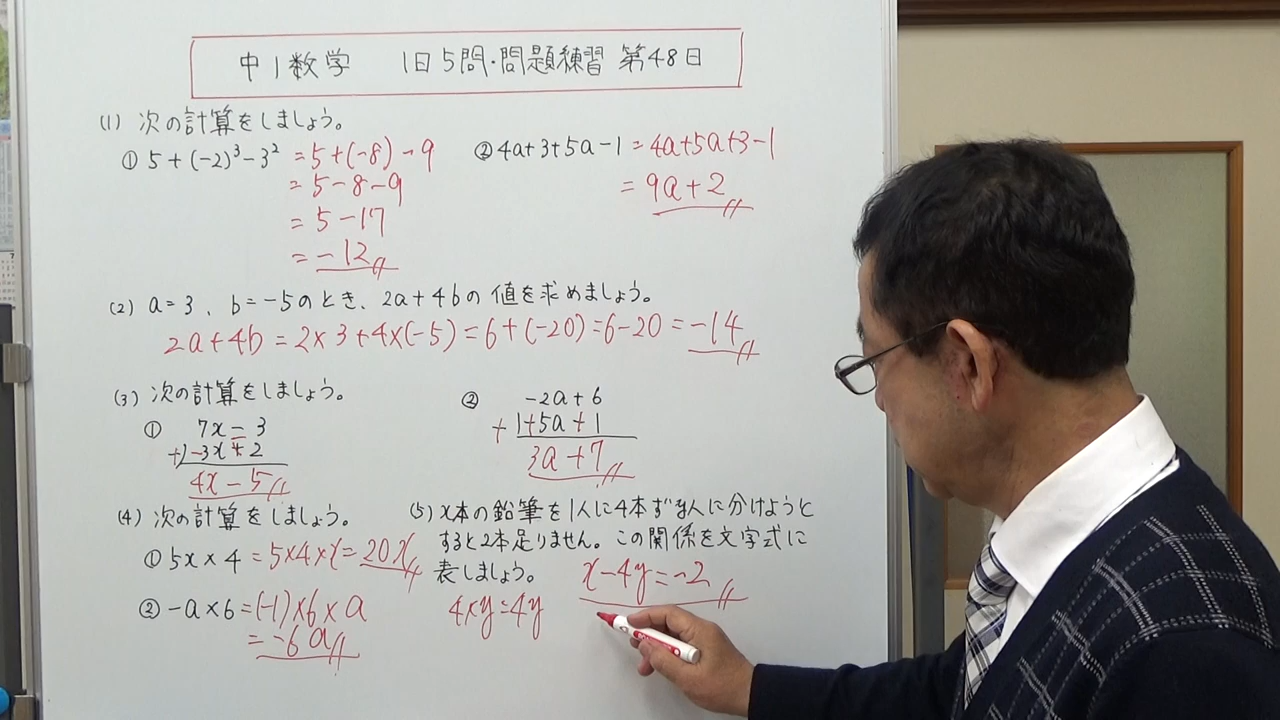 中1数学 1日5問・問題練習 第48日
(1) 次の計算をしましょう。
① 5+(-2)³-3² = 5+(-8)-9
= 5-8-9
= 5-17
= -12
② 4a+3+5a-1 = 4a+5a+3-1
= 9a+2
(2) a=3、b=-5のとき、2a+4bの値を求めましょう。
2a+4b = 2×3+4×(-5) = 6+(-20) = 6-20 = -14
(3) 次の計算をしましょう。
① 7x-3
+) -3x-2
4x-5
② -2a+6
+) +5a+1
3a+7
(4) 次の計算をしましょう。
① 5x×4 = 5×4×x = 20x
② -a×6 = (-1)×6×a
= -6a
(5) x本の鉛筆を1人に4本ずつy人に分けようと
すると2本足りません。この関係を文字式に
表しましょう。 x-4y=-2
4×y=4y